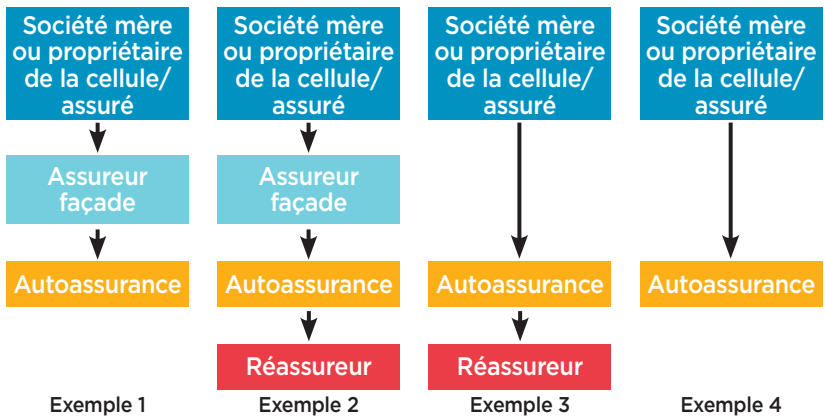 Société mère
ou propriétaire
de la cellule/
assuré
Assureur
façade
Autoassurance
Exemple 1
Société mère
ou propriétaire
de la cellule/
assuré
Assureur
façade
Autoassurance
Réassureur
Exemple 2
Société mère
ou propriétaire
de la cellule/
assuré
Autoassurance
Réassureur
Exemple 3
Société mère
ou propriétaire
de la cellule/
assuré
Autoassurance
Exemple 4